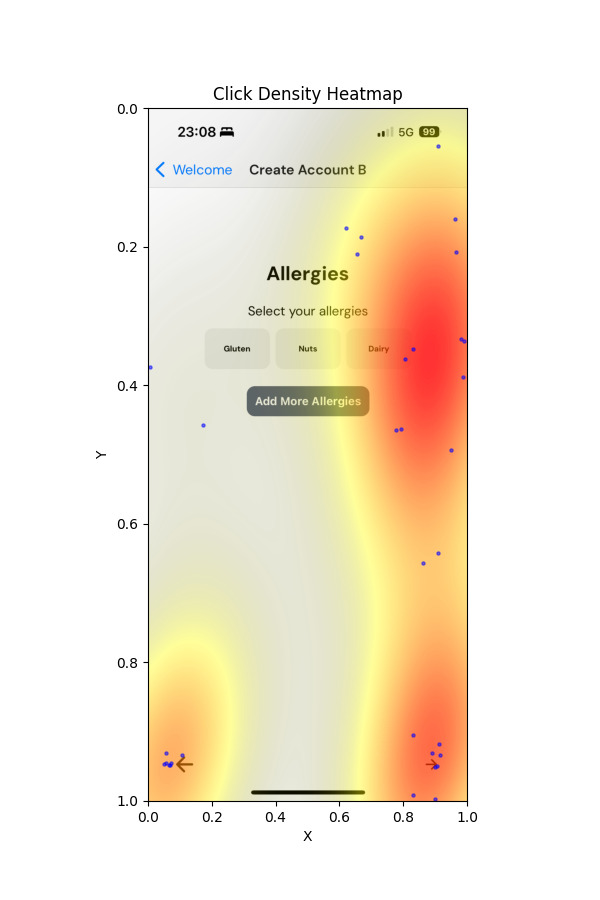 Click Density Heatmap
0.0
23:08 5G 99
Welcome Create Account B
0.2
Allergies
Select your allergies
Gluten Nuts Dairy
0.4
Add More Allergies
Y
0.6
0.8
1.0
0.0 0.2 0.4 0.6 0.8 1.0
X